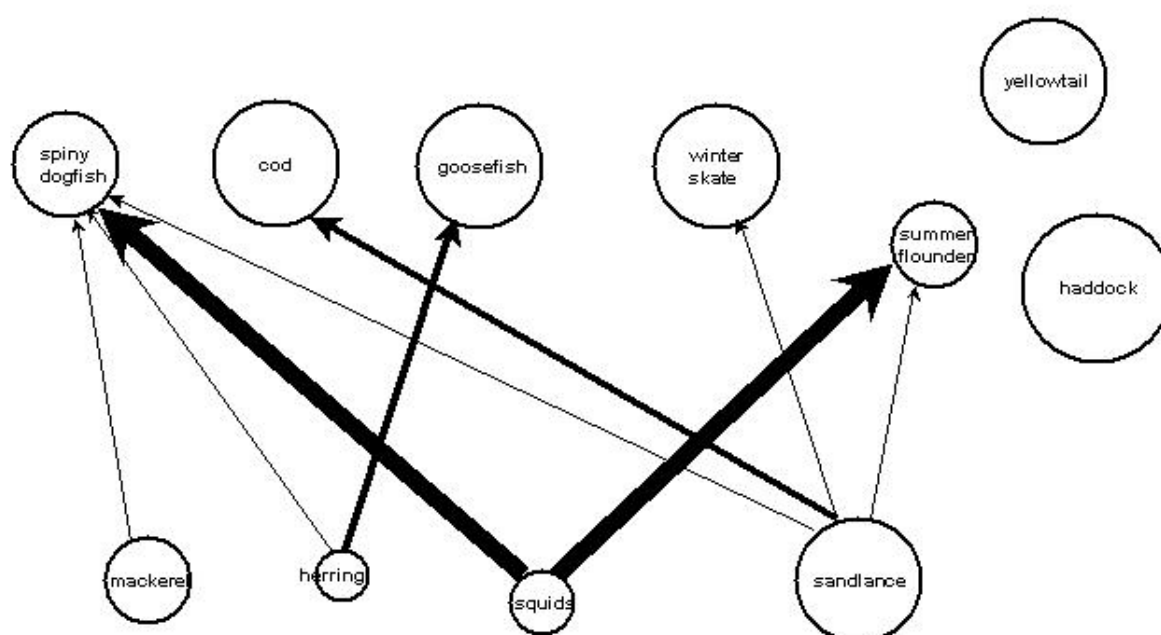 yellowtail
spiny
dogfish
cod
goosefish
winter
skate
summer
flounder
haddock
mackerel
herring
squids
sandlance